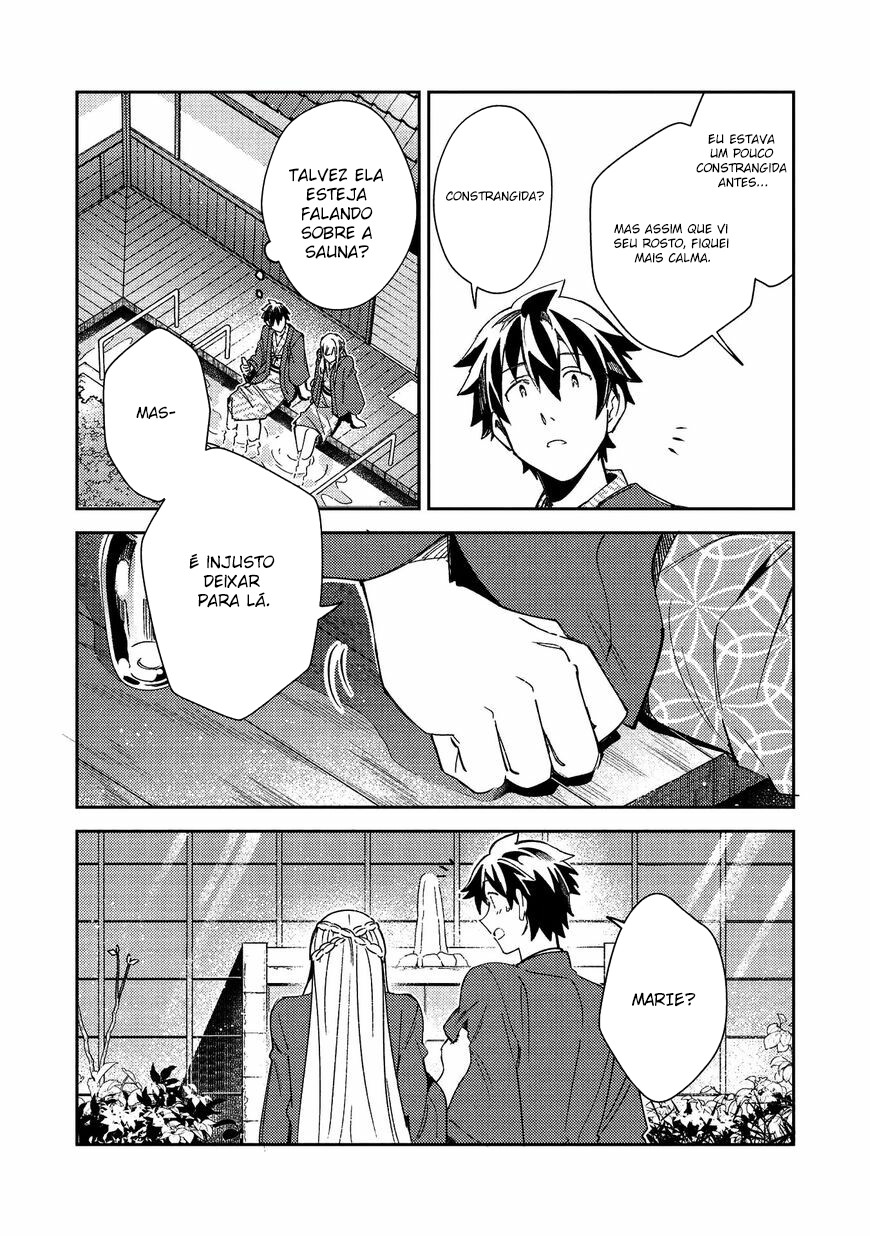 EU ESTAVA
UM POUCO
CONSTRANGIDA
ANTES...
MAS ASSIM QUE VI
SEU ROSTO, FIQUEI
MAIS CALMA.
CONSTRANGIDA?
TALVEZ ELA
ESTEJA
FALANDO
SOBRE A
SAUNA?
MAS-
É INJUSTO
DEIXAR
PARA LÁ.
MARIE?